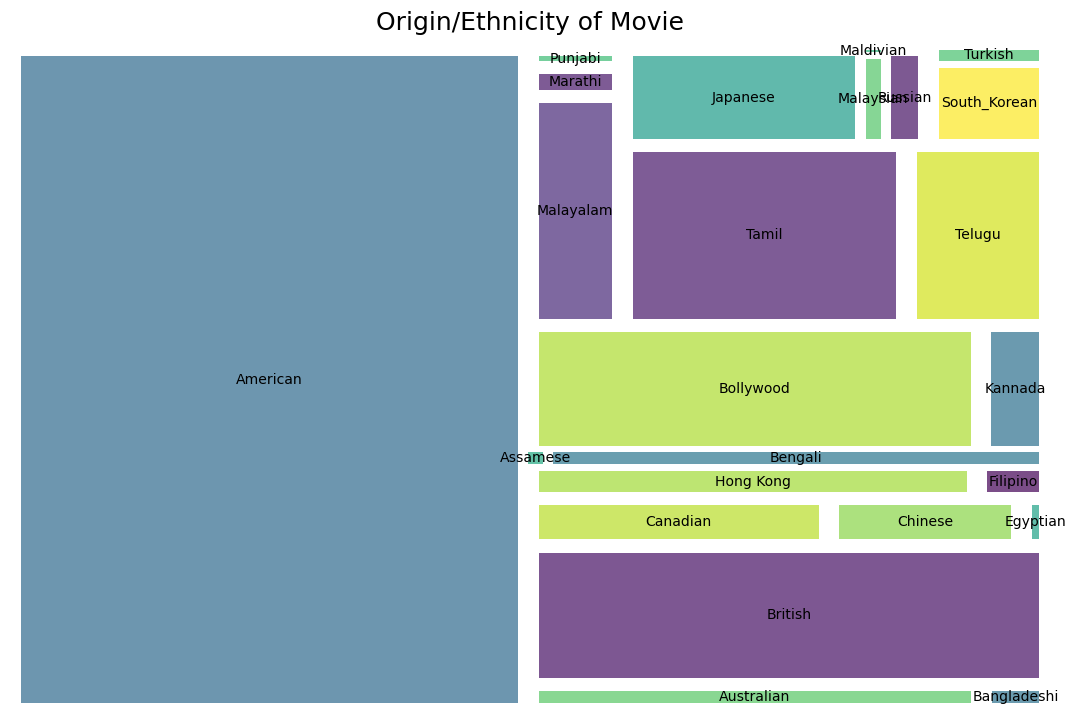 Origin/Ethnicity of Movie
Maldivian
Turkish
Punjabi
Marathi
Japanese
Malaysian
Russian
South_Korean
Malayalam
Tamil
Telugu
American
Bollywood
Kannada
Assamese
Bengali
Hong Kong
Filipino
Canadian
Chinese
Egyptian
British
Australian
Bangladeshi